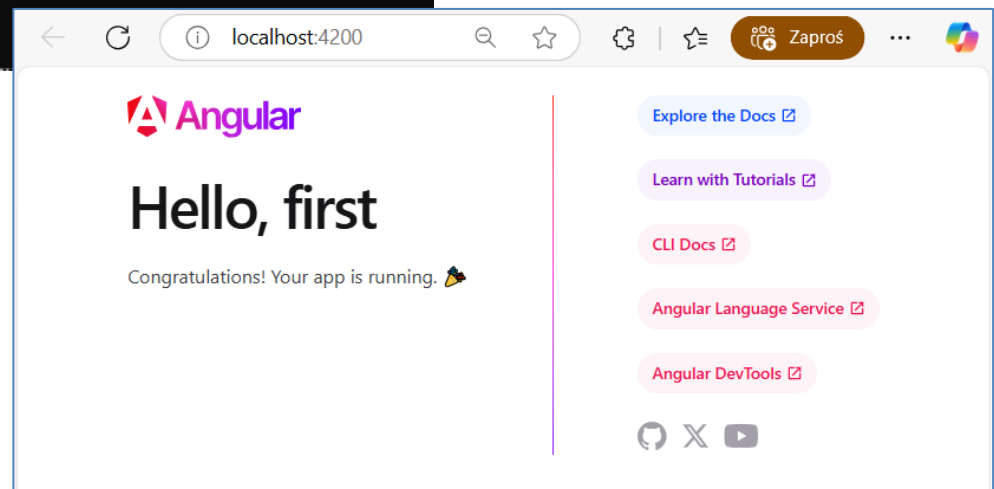 localhost:4200
Zaproś
Angular
Hello, first
Congratulations! Your app is running. 🎉
Explore the Docs
Learn with Tutorials
CLI Docs
Angular Language Service
Angular DevTools